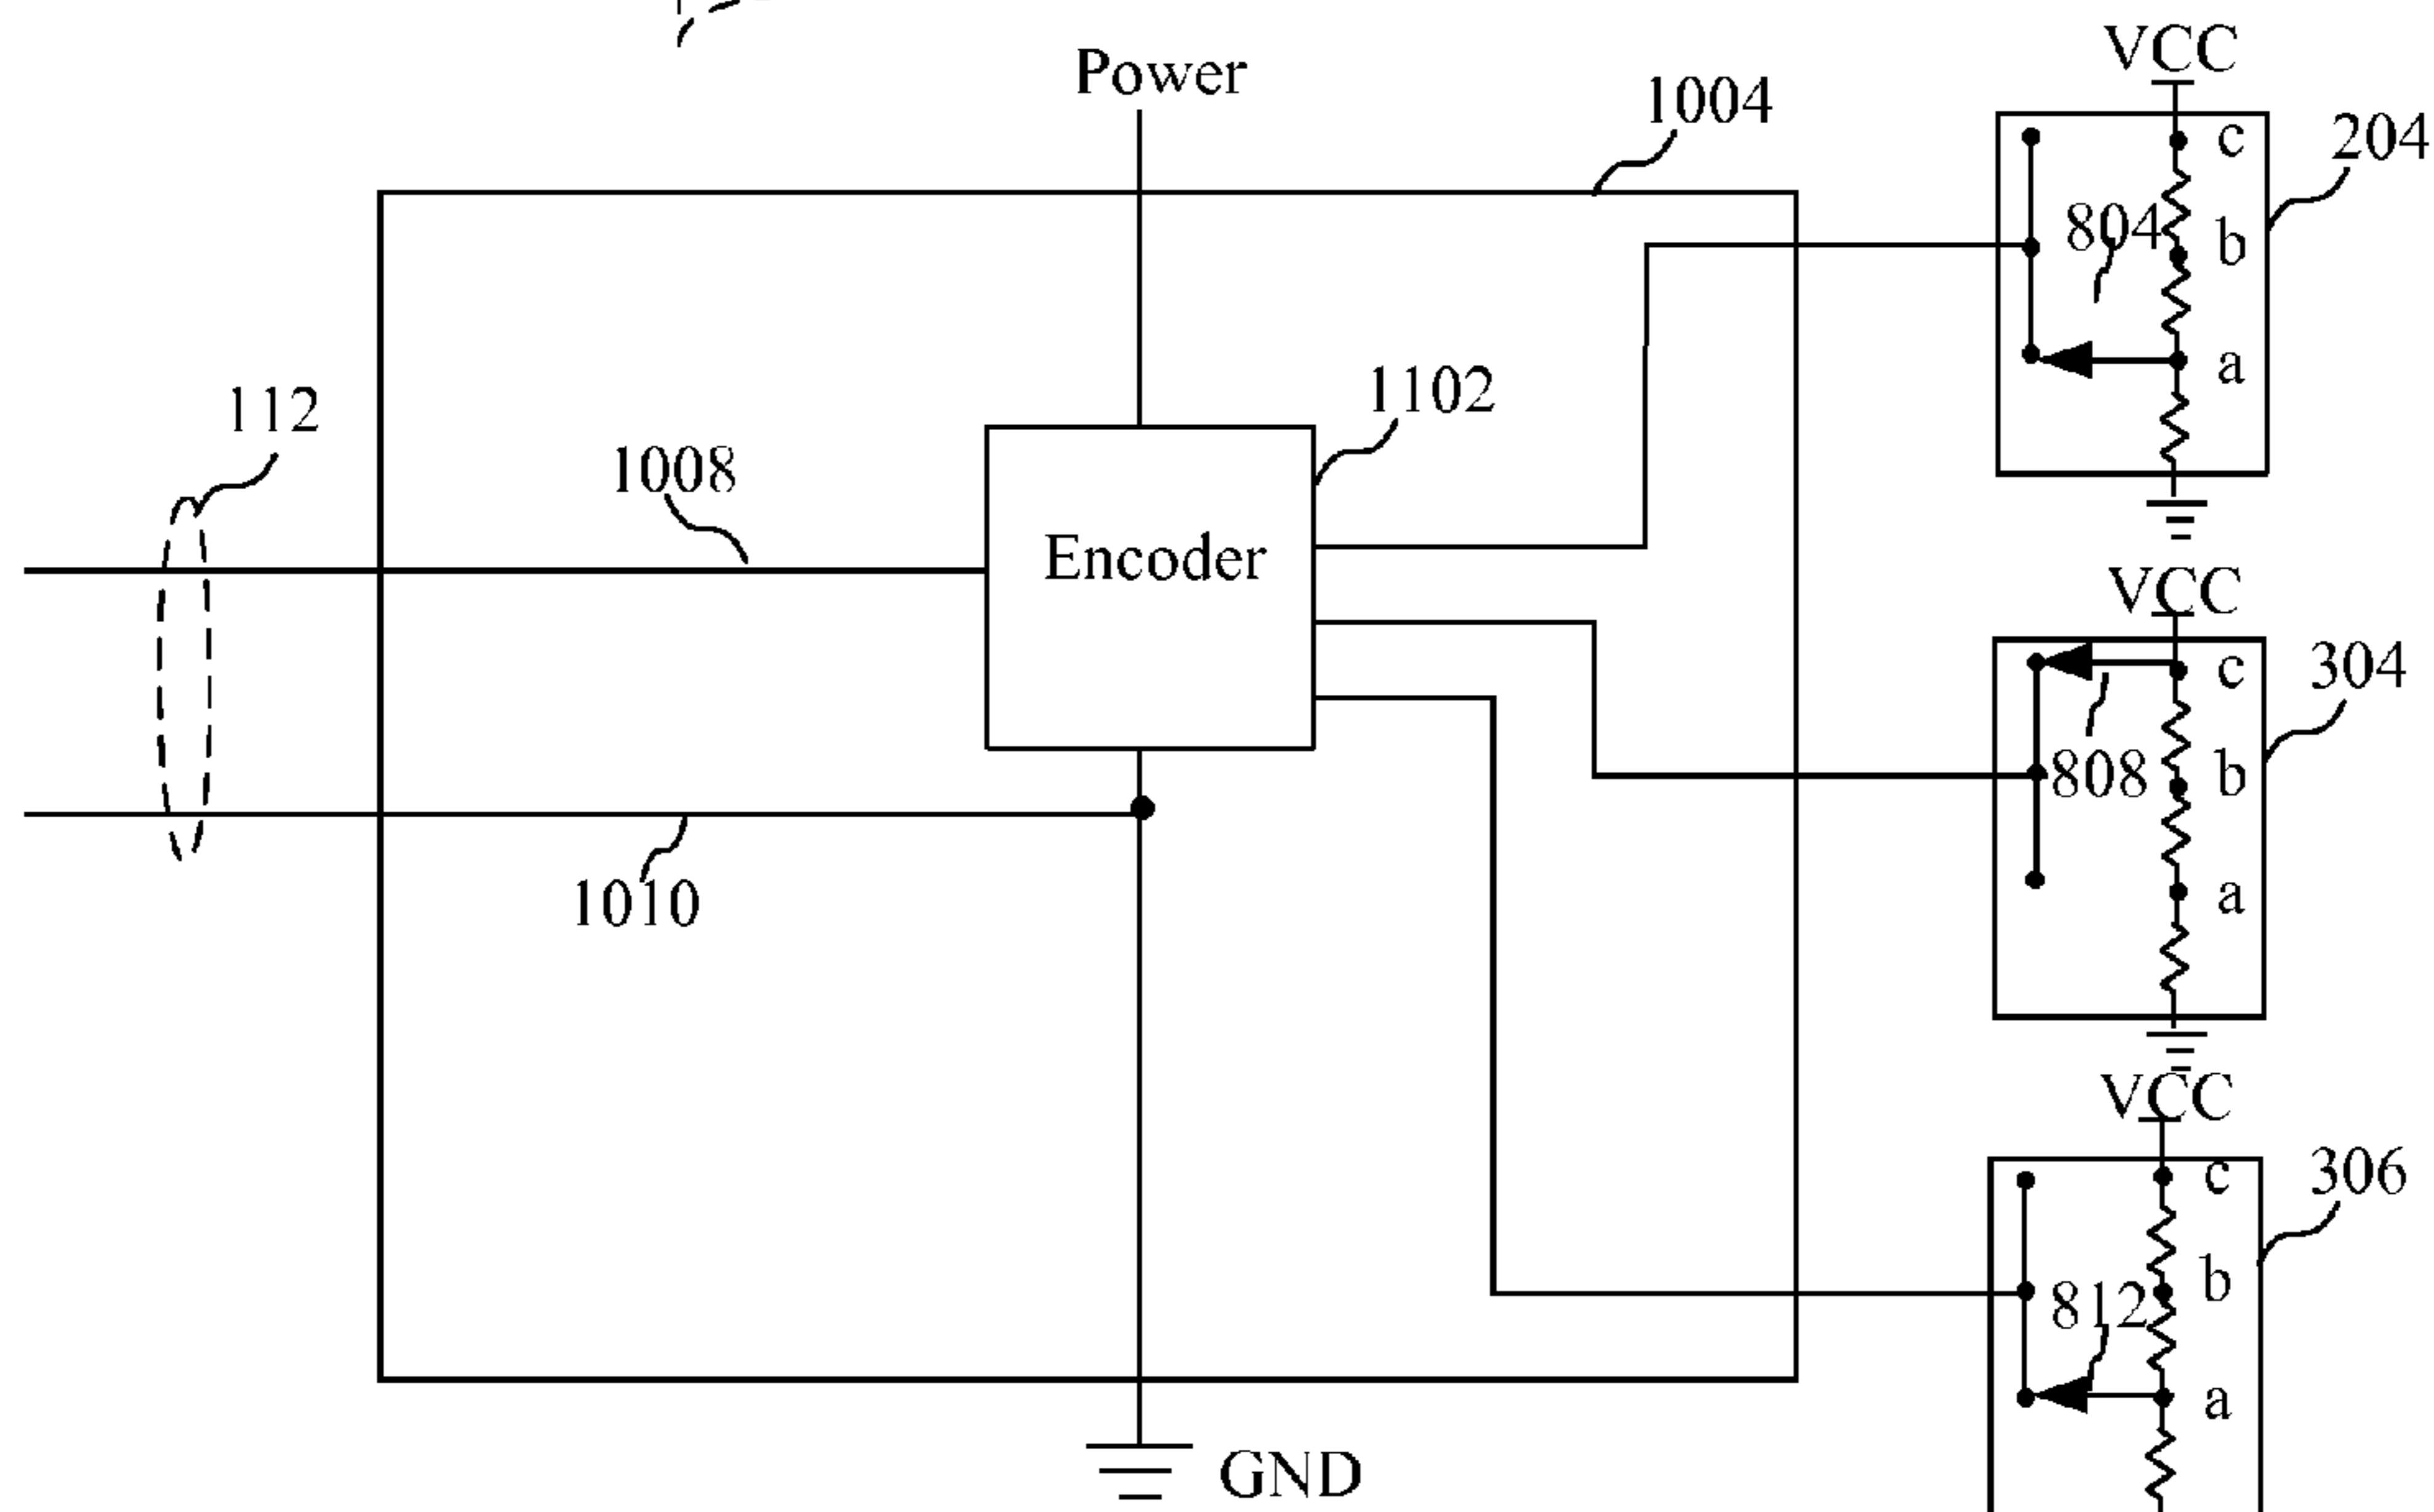 Power
1004
VCC
204
c
804
b
a
112
1008
1102
Encoder
1010
VCC
304
c
808
b
a
VCC
306
c
b
812
a
GND